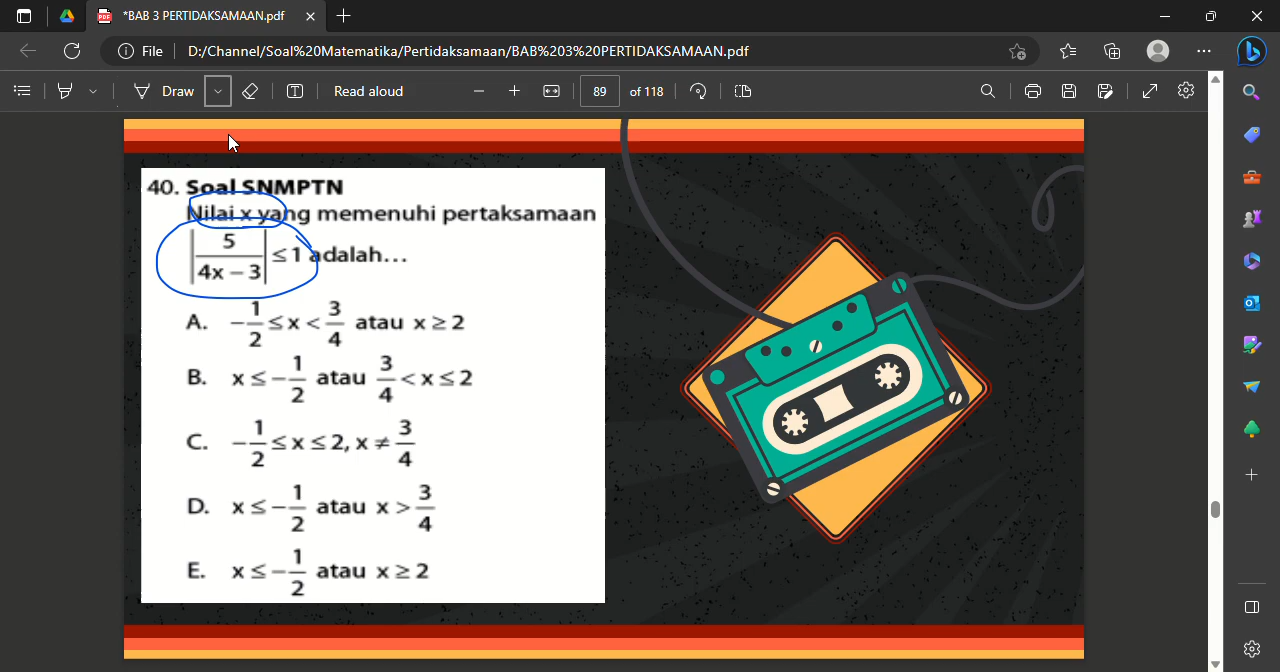 *BAB 3 PERTIDAKSAMAAN.pdf
File D:/Channel/Soal%20Matematika/Pertidaksamaan/BAB%203%20PERTIDAKSAMAAN.pdf
Draw Read aloud 89 of 118
40. Soal SNMPTN
Nilai x yang memenuhi pertaksamaan
|5/(4x – 3)| ≤ 1 adalah...
A. –1/2 ≤ x < 3/4 atau x ≥ 2
B. x ≤ –1/2 atau 3/4 < x ≤ 2
C. –1/2 ≤ x ≤ 2, x ≠ 3/4
D. x ≤ –1/2 atau x > 3/4
E. x ≤ –1/2 atau x ≥ 2